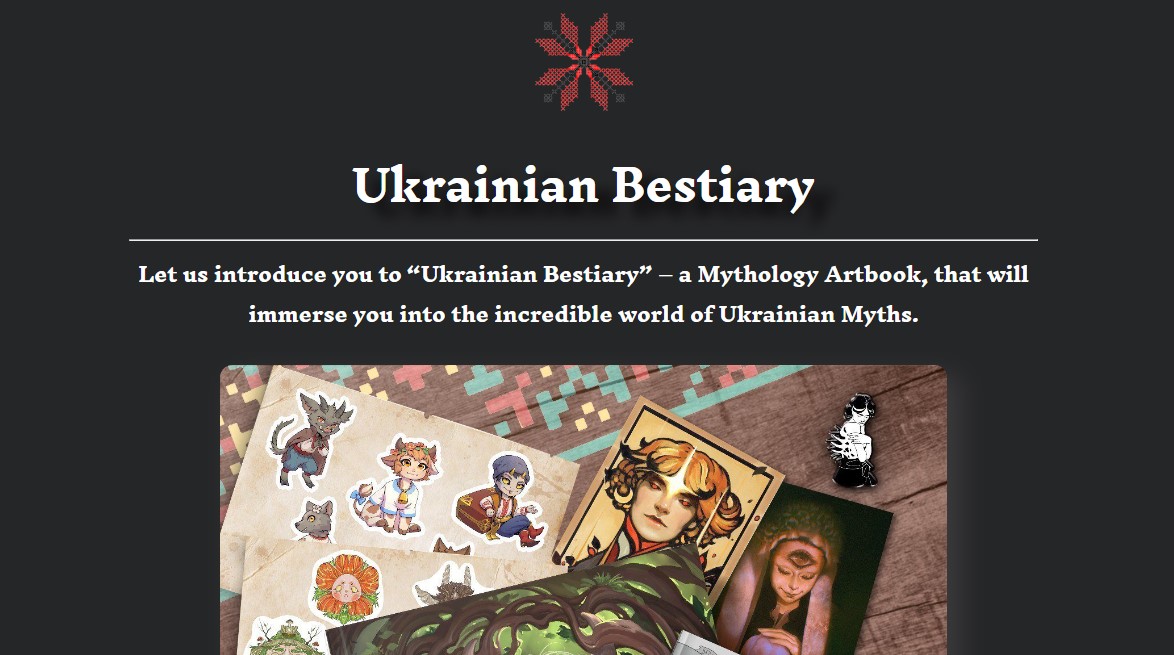 Ukrainian Bestiary
Let us introduce you to “Ukrainian Bestiary” – a Mythology Artbook, that will
immerse you into the incredible world of Ukrainian Myths.